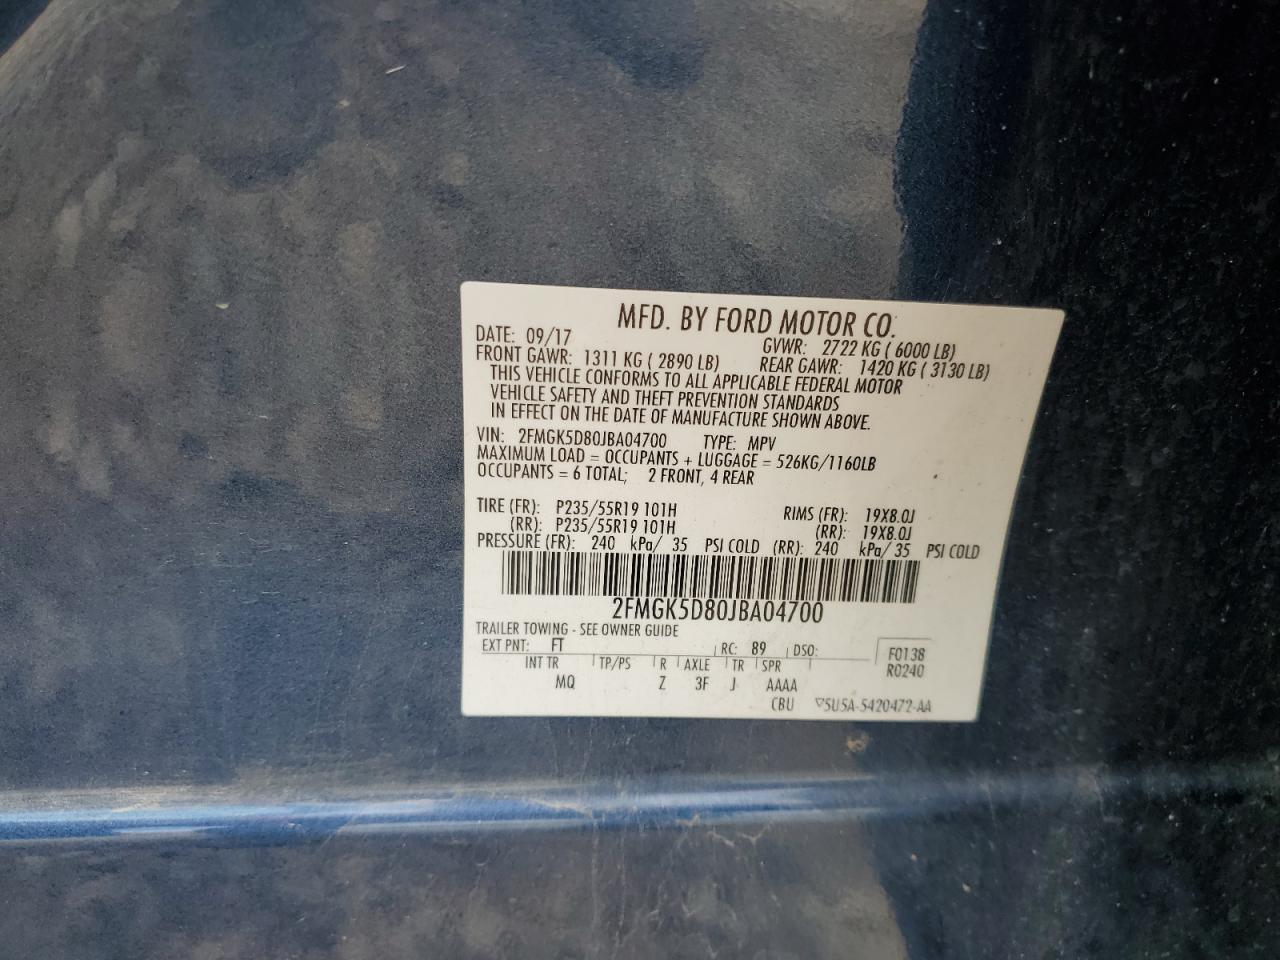 MFD. BY FORD MOTOR CO.
DATE: 09/17 GVWR: 2722 KG ( 6000 LB)
FRONT GAWR: 1311 KG ( 2890 LB) REAR GAWR: 1420 KG ( 3130 LB)
THIS VEHICLE CONFORMS TO ALL APPLICABLE FEDERAL MOTOR
VEHICLE SAFETY AND THEFT PREVENTION STANDARDS
IN EFFECT ON THE DATE OF MANUFACTURE SHOWN ABOVE.
VIN: 2FMGK5D80JBA04700 TYPE: MPV
MAXIMUM LOAD = OCCUPANTS + LUGGAGE = 526KG/1160LB
OCCUPANTS = 6 TOTAL; 2 FRONT, 4 REAR
TIRE (FR): P235/55R19 101H RIMS (FR): 19X8.0J
(RR): P235/55R19 101H (RR): 19X8.0J
PRESSURE (FR): 240 kPa/ 35 PSI COLD (RR): 240 kPa/ 35 PSI COLD
2FMGK5D80JBA04700
TRAILER TOWING - SEE OWNER GUIDE
EXT PNT: FT RC: 89 DSO: F0138
INT TR TP/PS R AXLE TR SPR R0240
MQ Z 3F J AAAA
CBU ▽5U5A-5420472-AA